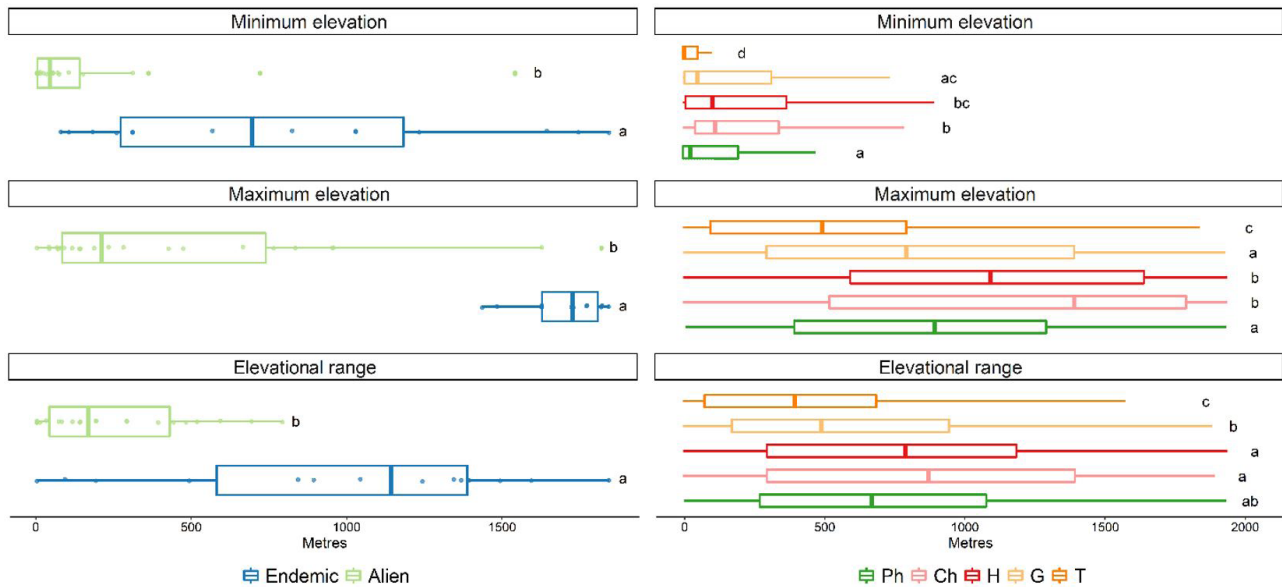 Minimum elevation
b
a
Maximum elevation
b
a
Elevational range
b
a
0 500 1000 1500
Metres
Endemic Alien
Minimum elevation
d
ac
bc
b
a
Maximum elevation
c
a
b
b
a
Elevational range
c
b
a
a
ab
0 500 1000 1500 2000
Metres
Ph Ch H G T